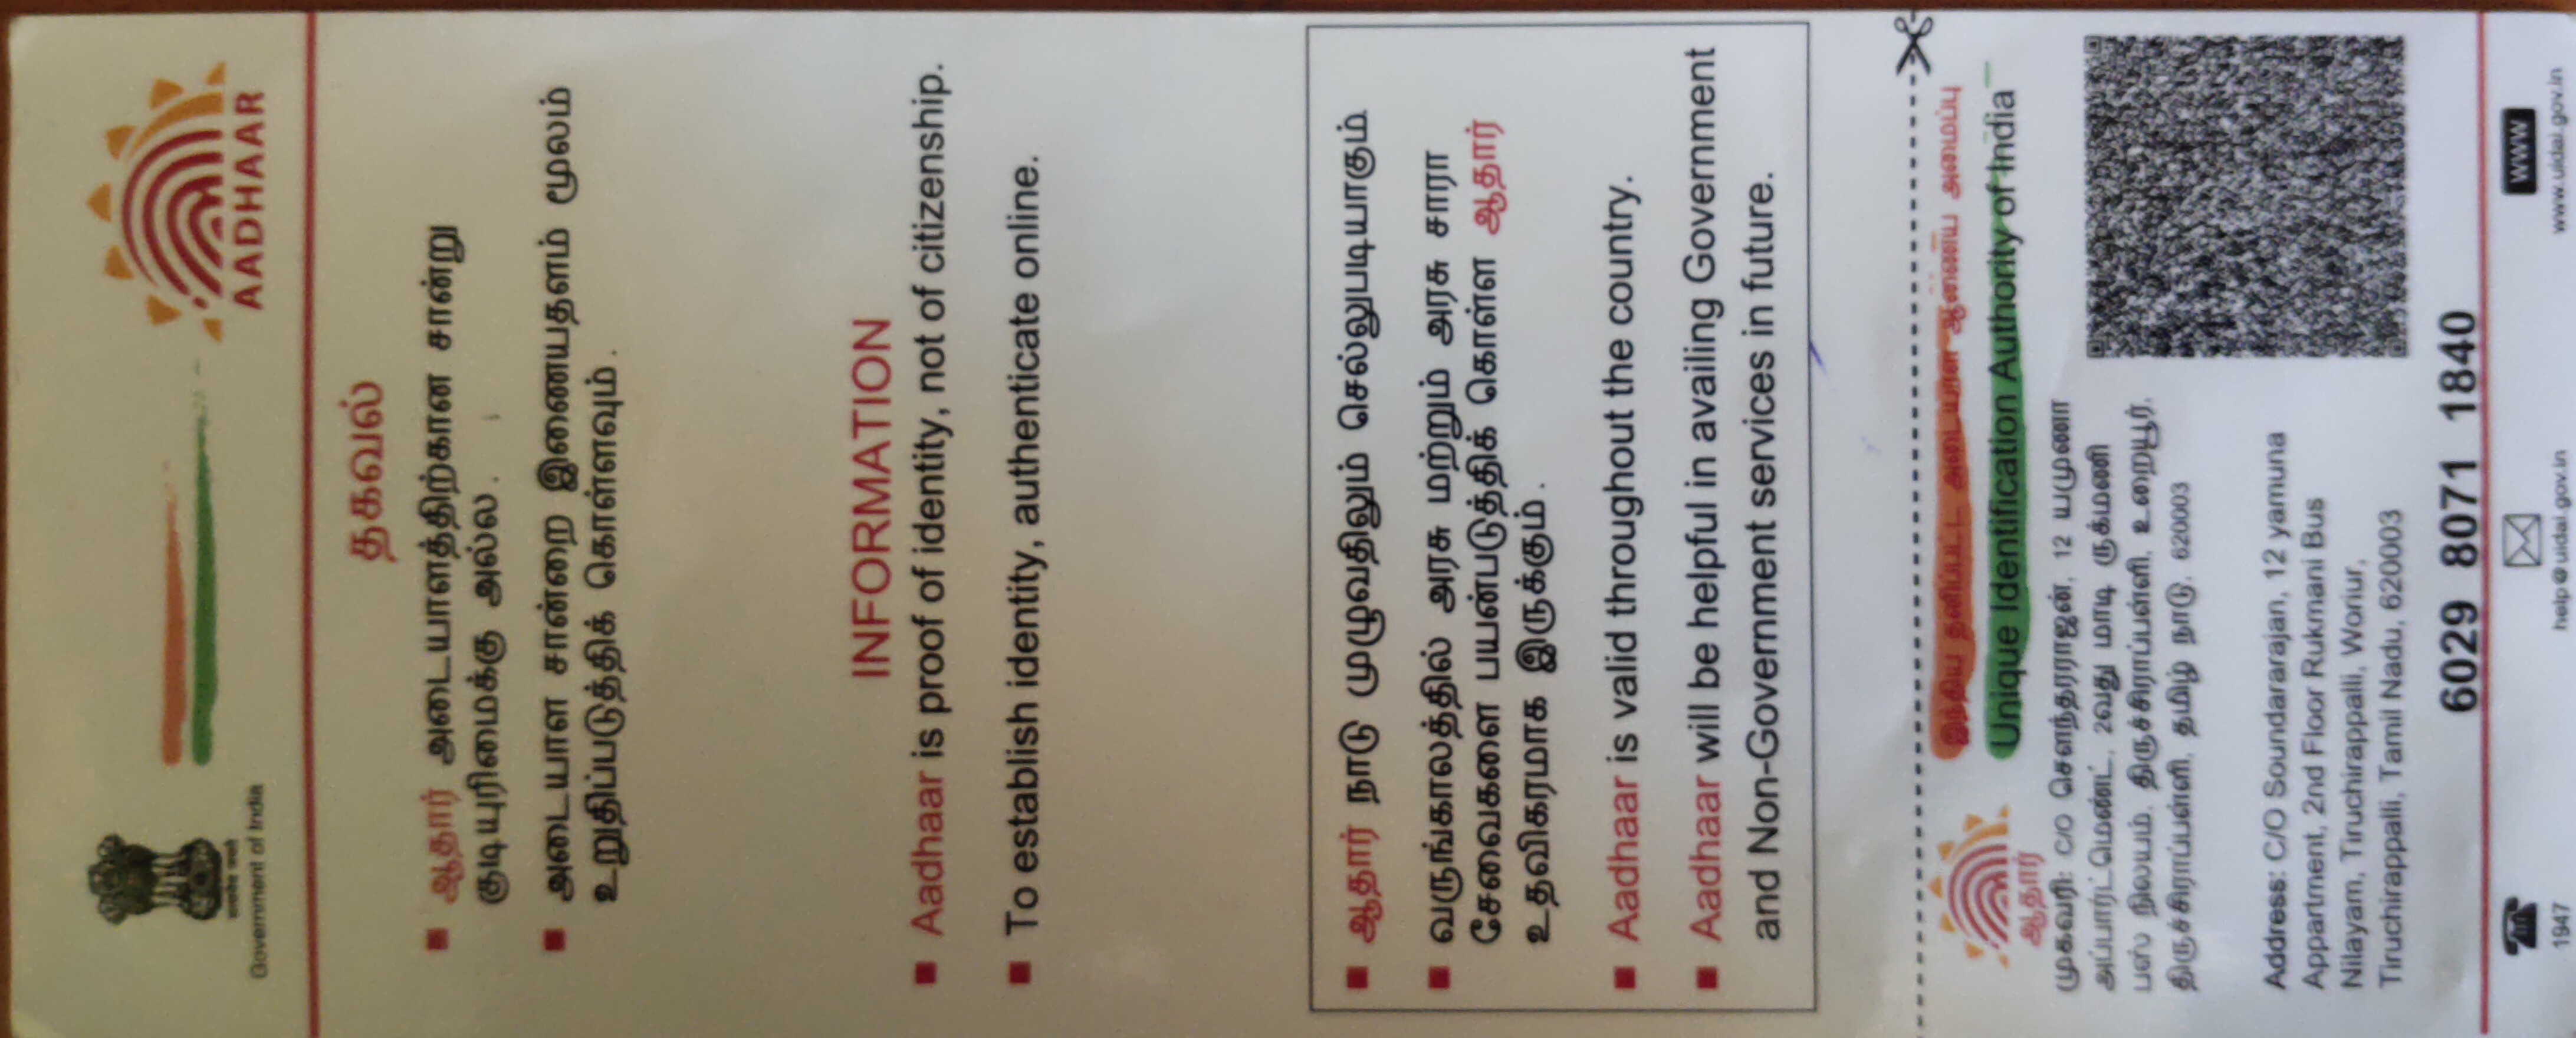 Government of India
AADHAAR
தகவல்
ஆதார் அடையாளத்திற்கான சான்று
குடியுரிமைக்கு அல்ல.
அடையாள சான்றை இணையதளம் மூலம்
உறுதிப்படுத்திக் கொள்ளவும்.
INFORMATION
Aadhaar is proof of identity, not of citizenship.
To establish identity, authenticate online.
ஆதார் நாடு முழுவதிலும் செல்லுபடியாகும்.
வருங்காலத்தில் அரசு மற்றும் அரசு சாரா
சேவைகளை பயன்படுத்திக் கொள்ள ஆதார்
உதவிகரமாக இருக்கும்.
Aadhaar is valid throughout the country.
Aadhaar will be helpful in availing Government
and Non-Government services in future.
இந்திய தனிப்பட்ட அடையாள ஆணைய அமைப்பு
Unique Identification Authority of India
ஆதார்
முகவரி: C/O சௌந்தரராஜன், 12 யமுணா
அப்பார்ட்மெண்ட், 2வது மாடி ருக்மணி
பஸ் நிலயம், திருச்சிராப்பள்ளி, உறையூர்,
திருச்சிராப்பள்ளி, தமிழ் நாடு, 620003
Address: C/O Soundararajan, 12 yamuna
Appartment, 2nd Floor Rukmani Bus
Nilayam, Tiruchirappalli, Woriur,
Tiruchirappalli, Tamil Nadu, 620003
6029 8071 1840
1947
help@uidai.gov.in
WWW
www.uidai.gov.in